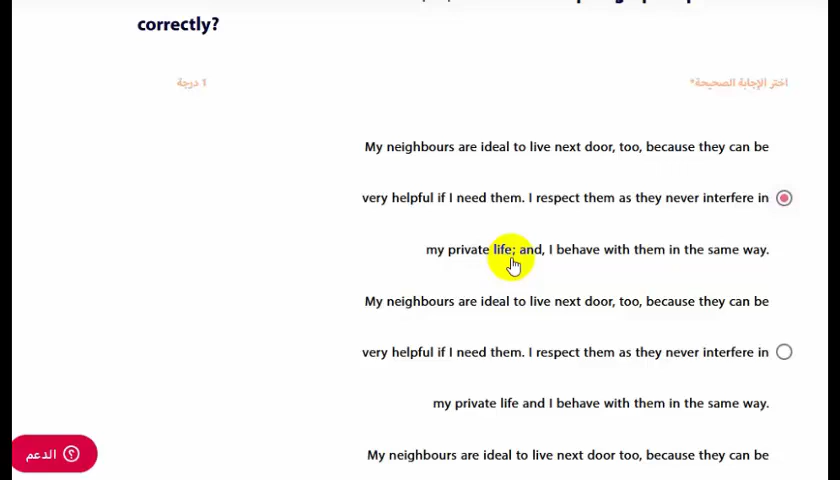 correctly?
اختر الإجابة الصحيحة*
1 درجة
My neighbours are ideal to live next door, too, because they can be
very helpful if I need them. I respect them as they never interfere in
my private life; and, I behave with them in the same way.
My neighbours are ideal to live next door, too, because they can be
very helpful if I need them. I respect them as they never interfere in
my private life and I behave with them in the same way.
My neighbours are ideal to live next door too, because they can be
الدعم